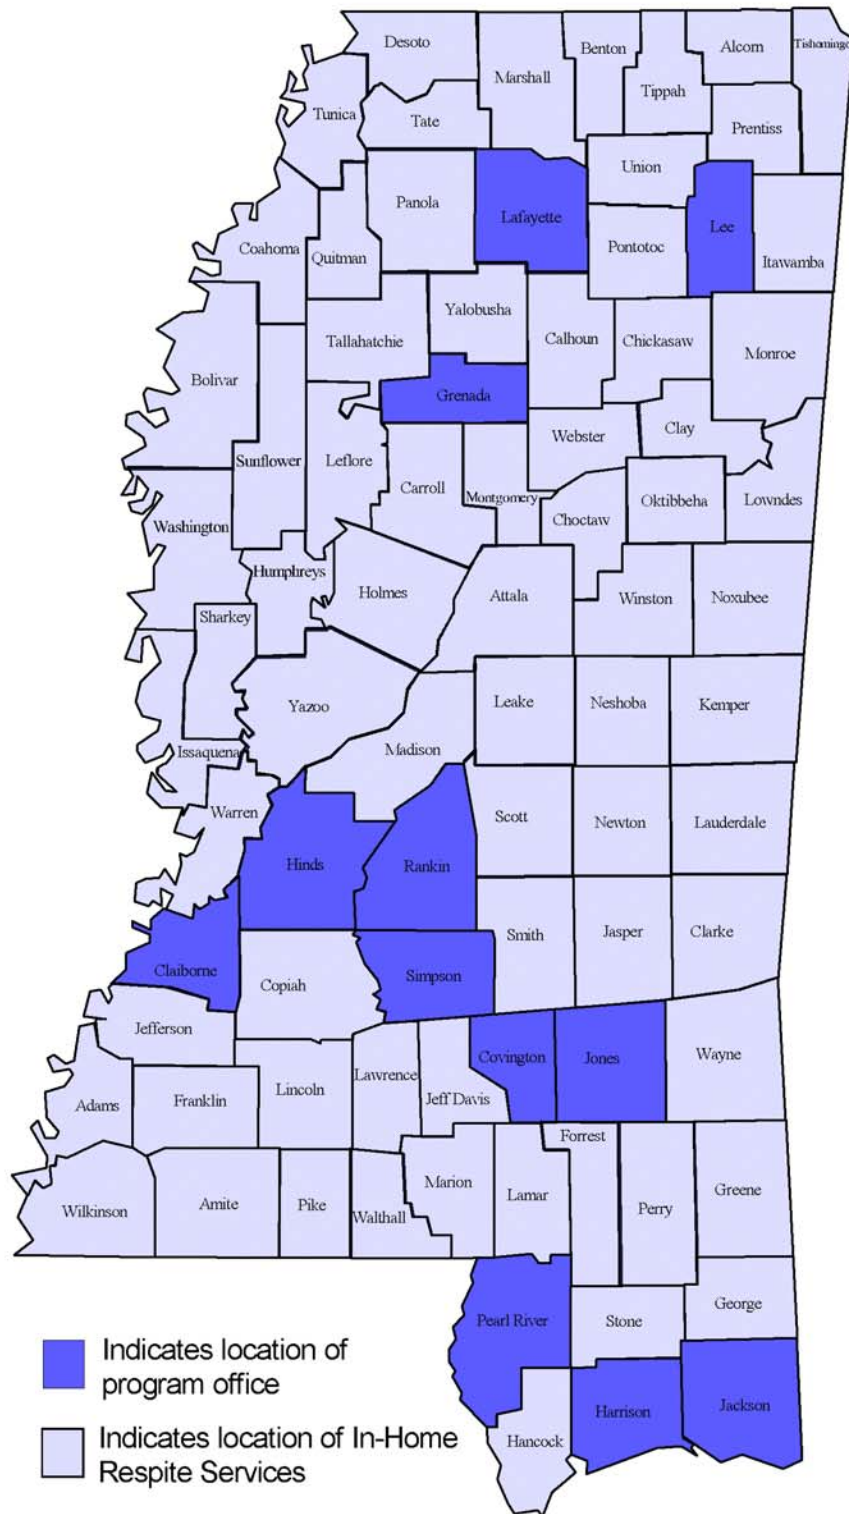 Desoto
Benton
Alcorn
Tishomingo
Marshall
Tippah
Tunica
Tate
Prentiss
Union
Panola
Lafayette
Lee
Coahoma
Quitman
Pontotoc
Itawamba
Yalobusha
Tallahatchie
Calhoun
Chickasaw
Monroe
Bolivar
Grenada
Webster
Clay
Sunflower
Leflore
Carroll
Montgomery
Oktibbeha
Lowndes
Washington
Choctaw
Humphreys
Holmes
Attala
Winston
Noxubee
Sharkey
Yazoo
Leake
Neshoba
Kemper
Issaquena
Madison
Warren
Scott
Newton
Lauderdale
Hinds
Rankin
Smith
Jasper
Clarke
Claiborne
Copiah
Simpson
Jefferson
Covington
Jones
Wayne
Lawrence
Adams
Franklin
Lincoln
Jeff Davis
Forrest
Wilkinson
Amite
Pike
Walthall
Marion
Lamar
Perry
Greene
Pearl River
Stone
George
Harrison
Jackson
Hancock
Indicates location of
program office
Indicates location of In-Home
Respite Services